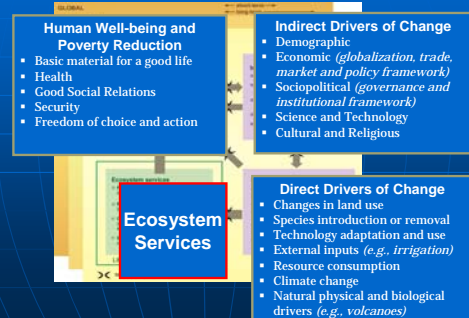 GLOBAL
Human Well-being and
Poverty Reduction
▪ Basic material for a good life
▪ Health
▪ Good Social Relations
▪ Security
▪ Freedom of choice and action
Indirect Drivers of Change
▪ Demographic
▪ Economic (globalization, trade,
market and policy framework)
▪ Sociopolitical (governance and
institutional framework)
▪ Science and Technology
▪ Cultural and Religious
Ecosystem services
Ecosystem
Services
Direct Drivers of Change
▪ Changes in land use
▪ Species introduction or removal
▪ Technology adaptation and use
▪ External inputs (e.g., irrigation)
▪ Resource consumption
▪ Climate change
▪ Natural physical and biological
drivers (e.g., volcanoes)